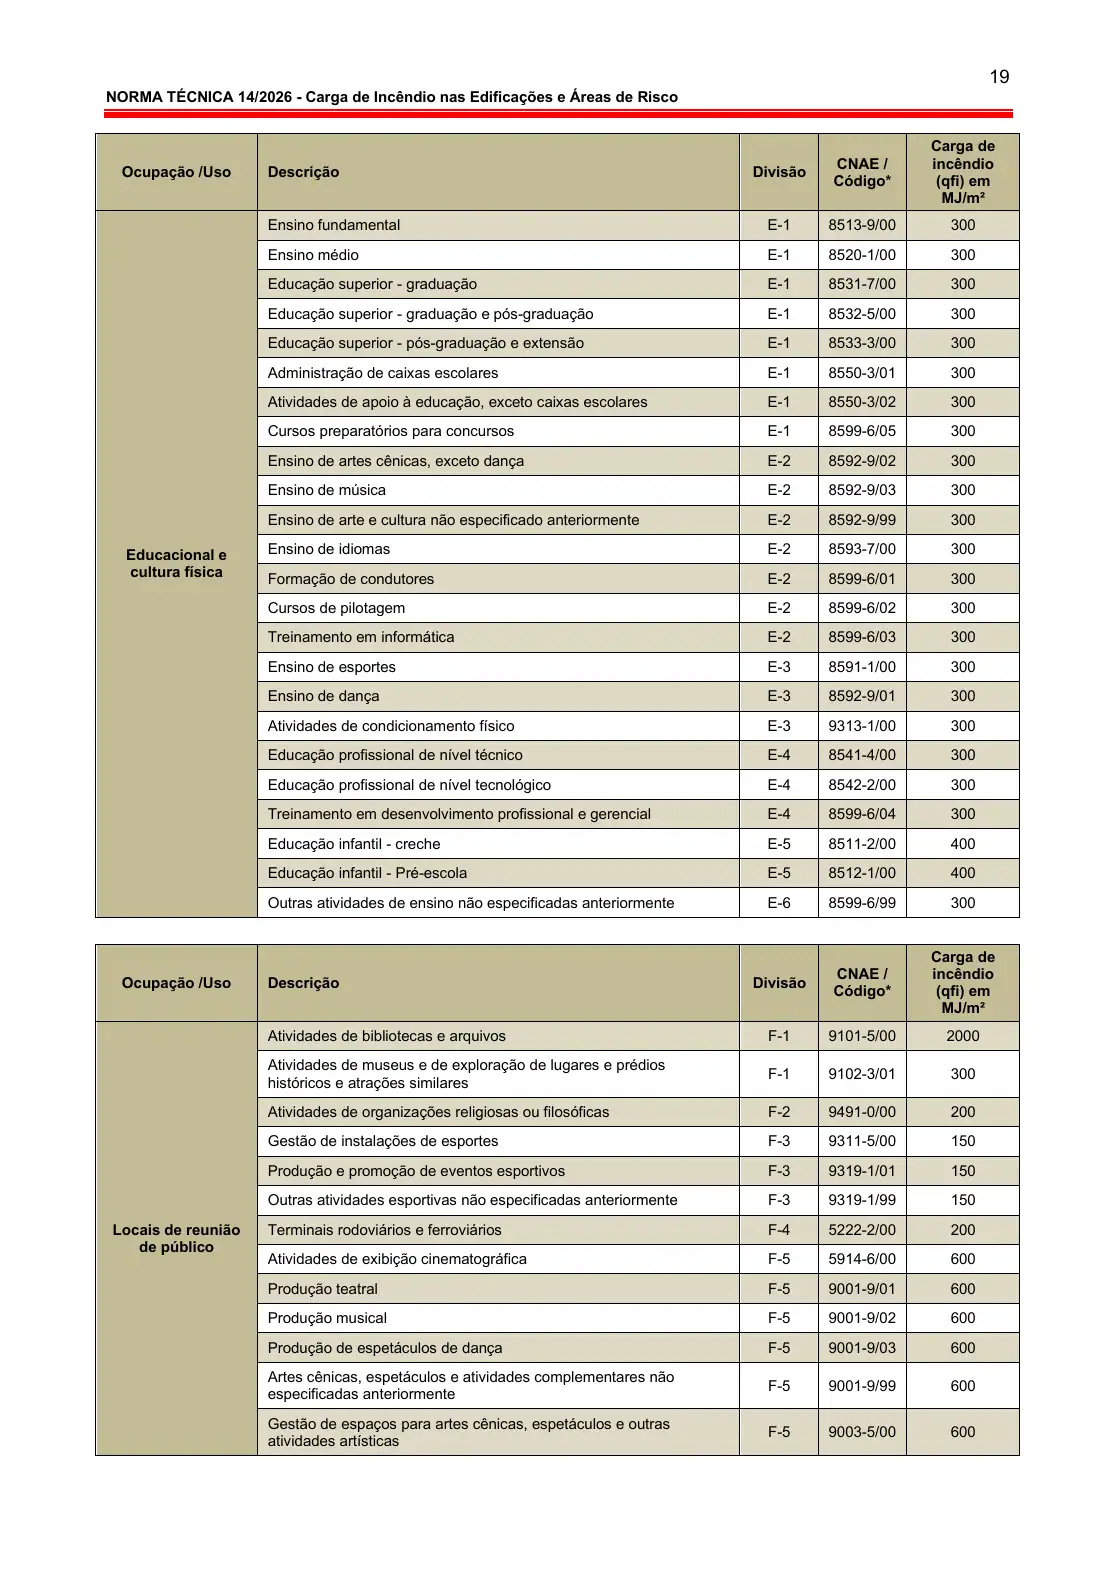 19
NORMA TÉCNICA 14/2026 - Carga de Incêndio nas Edificações e Áreas de Risco
Ocupação /Uso Descrição Divisão CNAE / Código* Carga de incêndio (qfi) em MJ/m²
Educacional e cultura física
Ensino fundamental E-1 8513-9/00 300
Ensino médio E-1 8520-1/00 300
Educação superior - graduação E-1 8531-7/00 300
Educação superior - graduação e pós-graduação E-1 8532-5/00 300
Educação superior - pós-graduação e extensão E-1 8533-3/00 300
Administração de caixas escolares E-1 8550-3/01 300
Atividades de apoio à educação, exceto caixas escolares E-1 8550-3/02 300
Cursos preparatórios para concursos E-1 8599-6/05 300
Ensino de artes cênicas, exceto dança E-2 8592-9/02 300
Ensino de música E-2 8592-9/03 300
Ensino de arte e cultura não especificado anteriormente E-2 8592-9/99 300
Ensino de idiomas E-2 8593-7/00 300
Formação de condutores E-2 8599-6/01 300
Cursos de pilotagem E-2 8599-6/02 300
Treinamento em informática E-2 8599-6/03 300
Ensino de esportes E-3 8591-1/00 300
Ensino de dança E-3 8592-9/01 300
Atividades de condicionamento físico E-3 9313-1/00 300
Educação profissional de nível técnico E-4 8541-4/00 300
Educação profissional de nível tecnológico E-4 8542-2/00 300
Treinamento em desenvolvimento profissional e gerencial E-4 8599-6/04 300
Educação infantil - creche E-5 8511-2/00 400
Educação infantil - Pré-escola E-5 8512-1/00 400
Outras atividades de ensino não especificadas anteriormente E-6 8599-6/99 300
Ocupação /Uso Descrição Divisão CNAE / Código* Carga de incêndio (qfi) em MJ/m²
Locais de reunião de público
Atividades de bibliotecas e arquivos F-1 9101-5/00 2000
Atividades de museus e de exploração de lugares e prédios
históricos e atrações similares F-1 9102-3/01 300
Atividades de organizações religiosas ou filosóficas F-2 9491-0/00 200
Gestão de instalações de esportes F-3 9311-5/00 150
Produção e promoção de eventos esportivos F-3 9319-1/01 150
Outras atividades esportivas não especificadas anteriormente F-3 9319-1/99 150
Terminais rodoviários e ferroviários F-4 5222-2/00 200
Atividades de exibição cinematográfica F-5 5914-6/00 600
Produção teatral F-5 9001-9/01 600
Produção musical F-5 9001-9/02 600
Produção de espetáculos de dança F-5 9001-9/03 600
Artes cênicas, espetáculos e atividades complementares não
especificadas anteriormente F-5 9001-9/99 600
Gestão de espaços para artes cênicas, espetáculos e outras
atividades artísticas F-5 9003-5/00 600